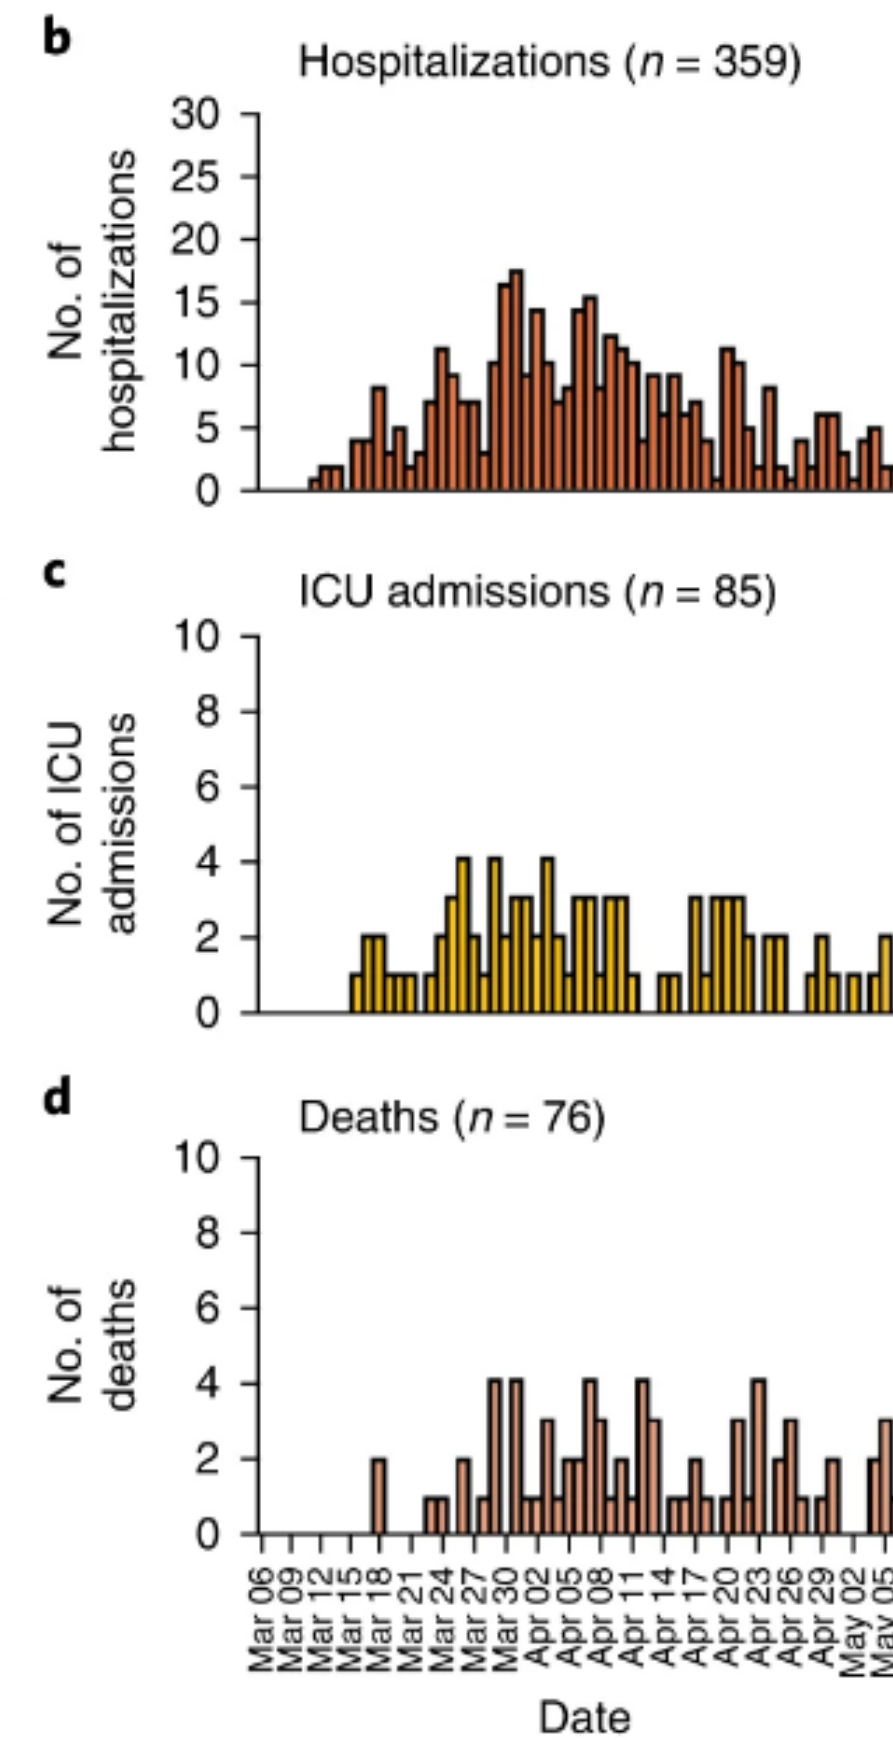 b
Hospitalizations (n = 359)
No. of
hospitalizations
30
25
20
15
10
5
0
c
ICU admissions (n = 85)
No. of ICU
admissions
10
8
6
4
2
0
d
Deaths (n = 76)
No. of
deaths
10
8
6
4
2
0
Mar 06
Mar 09
Mar 12
Mar 15
Mar 18
Mar 21
Mar 24
Mar 27
Mar 30
Apr 02
Apr 05
Apr 08
Apr 11
Apr 14
Apr 17
Apr 20
Apr 23
Apr 26
Apr 29
May 02
May 05
Date